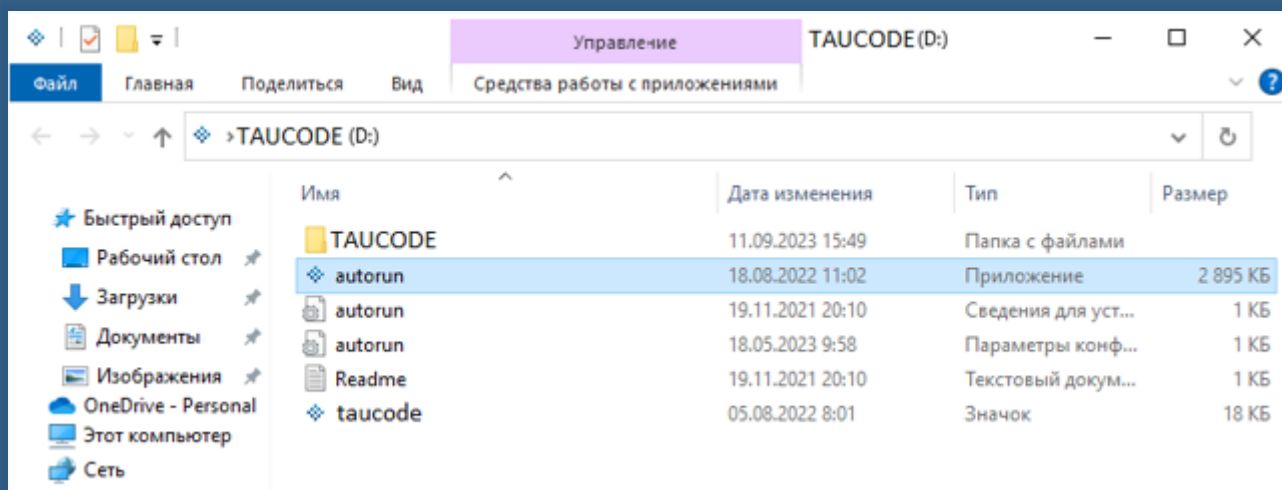 Управление
TAUCODE (D:)
Файл Главная Поделиться Вид Средства работы с приложениями
TAUCODE (D:)
Имя Дата изменения Тип Размер
Быстрый доступ
Рабочий стол
Загрузки
Документы
Изображения
OneDrive - Personal
Этот компьютер
Сеть
TAUCODE 11.09.2023 15:49 Папка с файлами
autorun 18.08.2022 11:02 Приложение 2 895 КБ
autorun 19.11.2021 20:10 Сведения для уст... 1 КБ
autorun 18.05.2023 9:58 Параметры конф... 1 КБ
Readme 19.11.2021 20:10 Текстовый докум... 1 КБ
taucode 05.08.2022 8:01 Значок 18 КБ